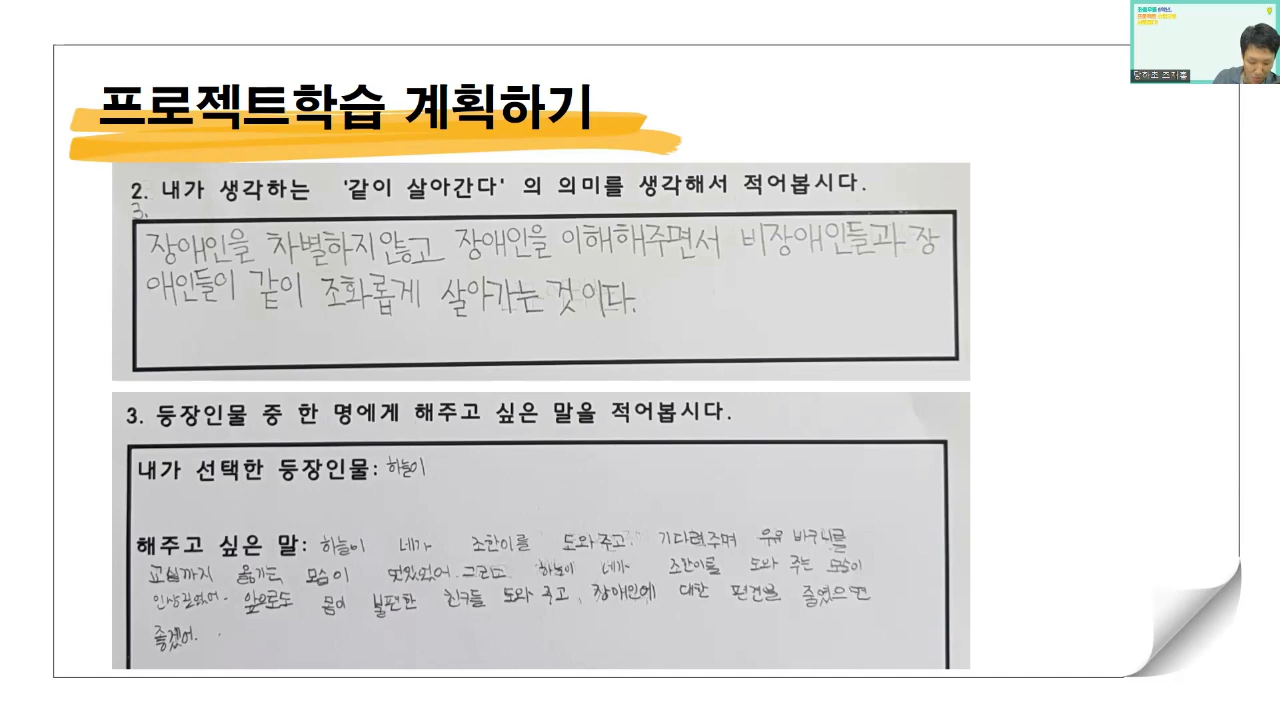 프로젝트학습 계획하기
2. 내가 생각하는 '같이 살아간다' 의 의미를 생각해서 적어봅시다.
3.
장애인을 차별하지않고 장애인을 이해해주면서 비장애인들과 장
애인들이 같이 조화롭게 살아가는 것이다.
3. 등장인물 중 한 명에게 해주고 싶은 말을 적어봅시다.
내가 선택한 등장인물: 하늘이
해주고 싶은 말: 하늘이 네가 조찬이를 도와주고, 기다려주며 우유 바구니를
교실까지 옮기는 모습이 멋있었어. 그리고 하늘이 네가 조찬이를 도와 주는 모습이
인상깊었어. 앞으로도 몸이 불편한 친구들 도와 주고, 장애인에 대한 편견을 줄였으면
좋겠어.